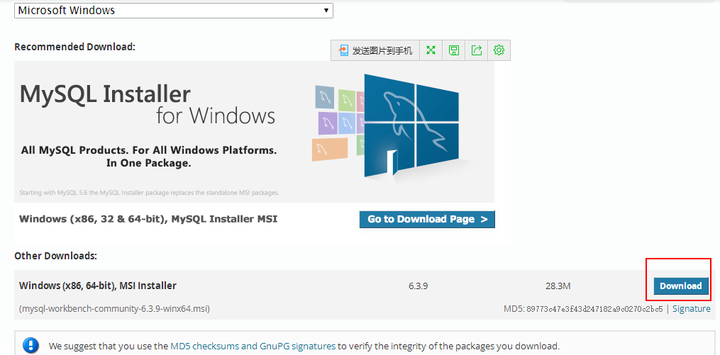 Microsoft Windows
Recommended Download:
发送图片到手机
MySQL Installer
for Windows
All MySQL Products. For All Windows Platforms.
In One Package.
Starting with MySQL 5.6 the MySQL Installer package replaces the standalone MSI packages.
Windows (x86, 32 & 64-bit), MySQL Installer MSI
Go to Download Page >
Other Downloads:
Windows (x86, 64-bit), MSI Installer 6.3.9 28.3M Download
(mysql-workbench-community-6.3.9-winx64.msi) MD5: | Signature
We suggest that you use the MD5 checksums and GnuPG signatures to verify the integrity of the packages you download.